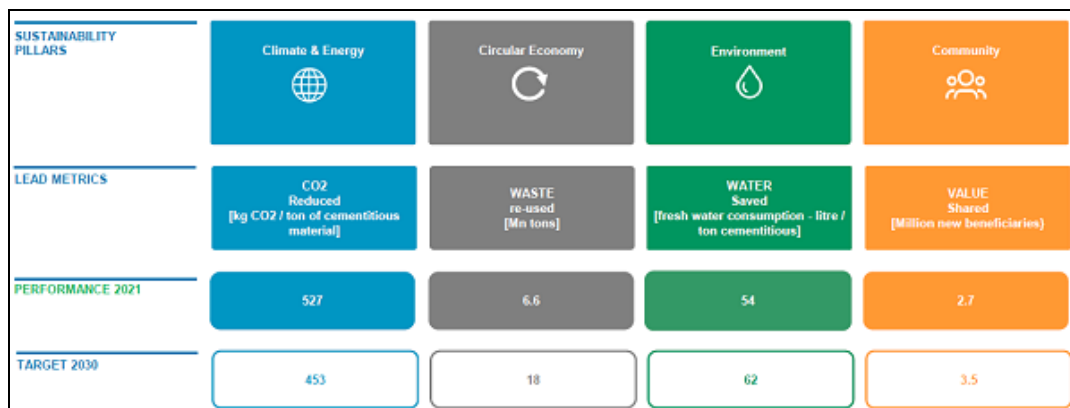 SUSTAINABILITY
PILLARS
Climate & Energy
Circular Economy
Environment
Community
LEAD METRICS
CO2
Reduced
[kg CO2 / ton of cementitious
material]
WASTE
re-used
[Mn tons]
WATER
Saved
[fresh water consumption - litre /
ton cementitious]
VALUE
Shared
[Million new beneficiaries)
PERFORMANCE 2021
527
6.6
54
2.7
TARGET 2030
453
18
62
3.5